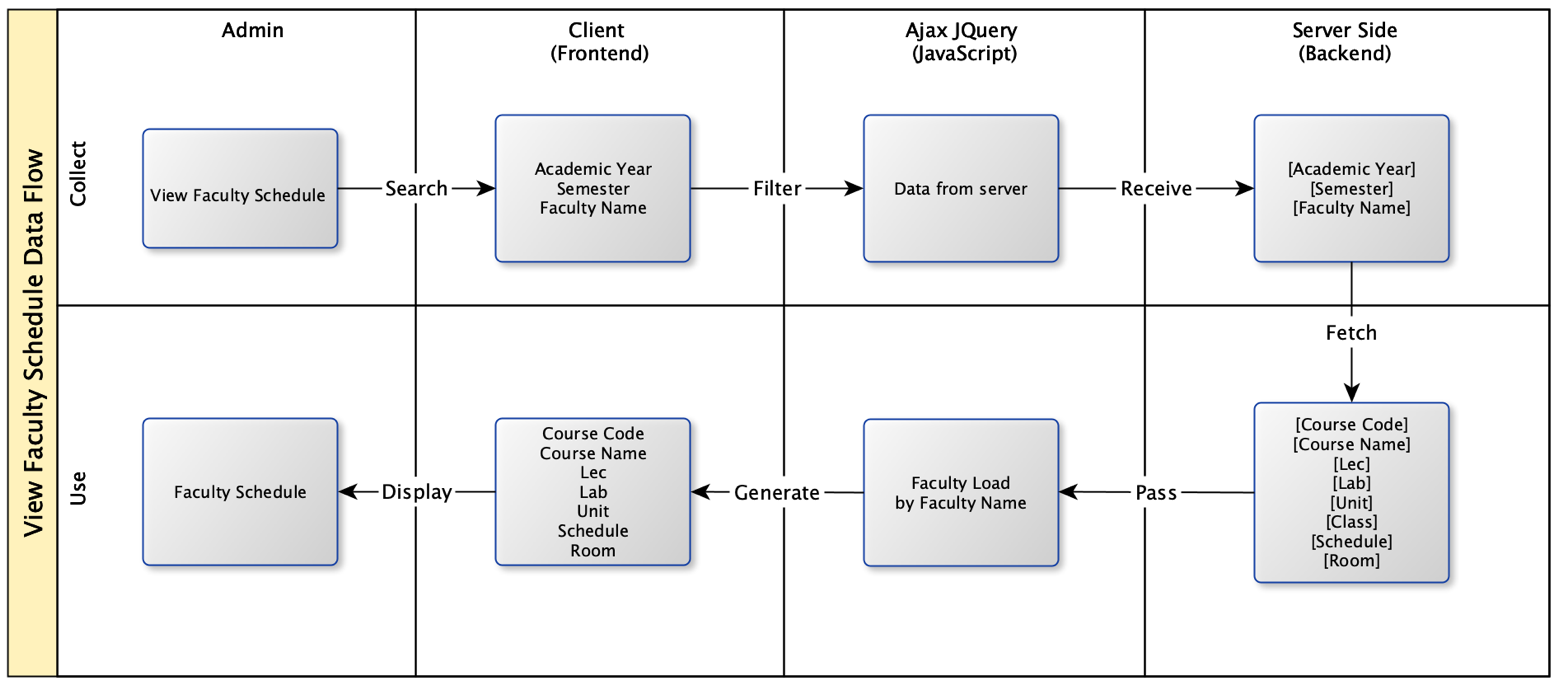 View Faculty Schedule Data Flow
Admin
Client
(Frontend)
Ajax JQuery
(JavaScript)
Server Side
(Backend)
Collect
View Faculty Schedule
Search
Academic Year
Semester
Faculty Name
Filter
Data from server
Receive
[Academic Year]
[Semester]
[Faculty Name]
Fetch
Use
Faculty Schedule
Display
Course Code
Course Name
Lec
Lab
Unit
Schedule
Room
Generate
Faculty Load
by Faculty Name
Pass
[Course Code]
[Course Name]
[Lec]
[Lab]
[Unit]
[Class]
[Schedule]
[Room]